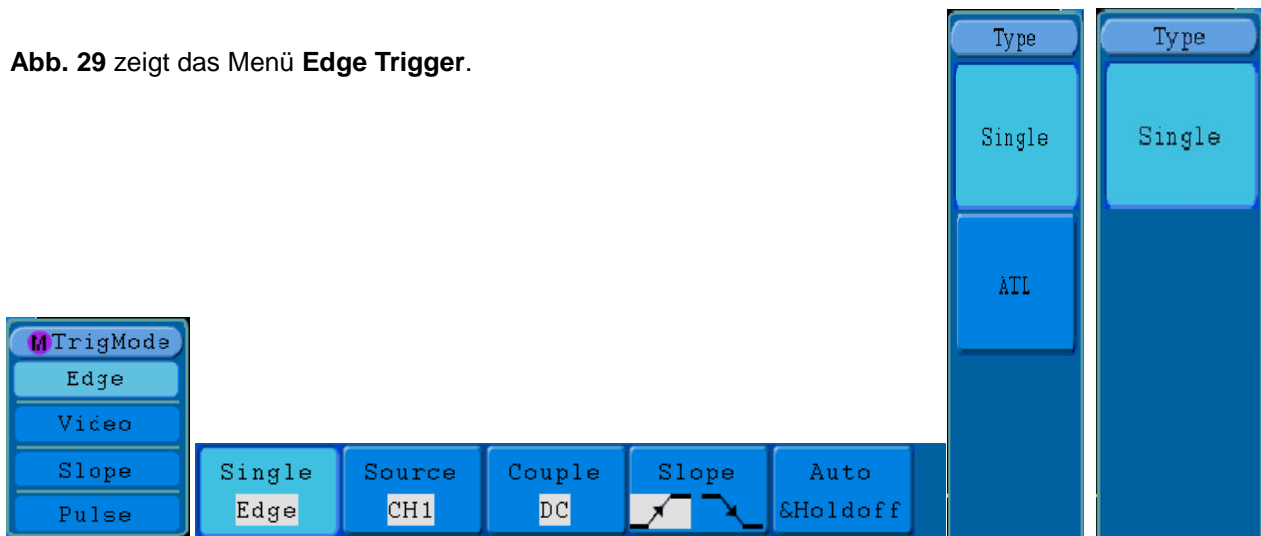 Abb. 29 zeigt das Menü Edge Trigger.
Type
Single
ATL
Type
Single
M TrigMode
Edge
Video
Slope
Pulse
Single
Edge
Source
CH1
Couple
DC
Slope
Auto
&Holdoff